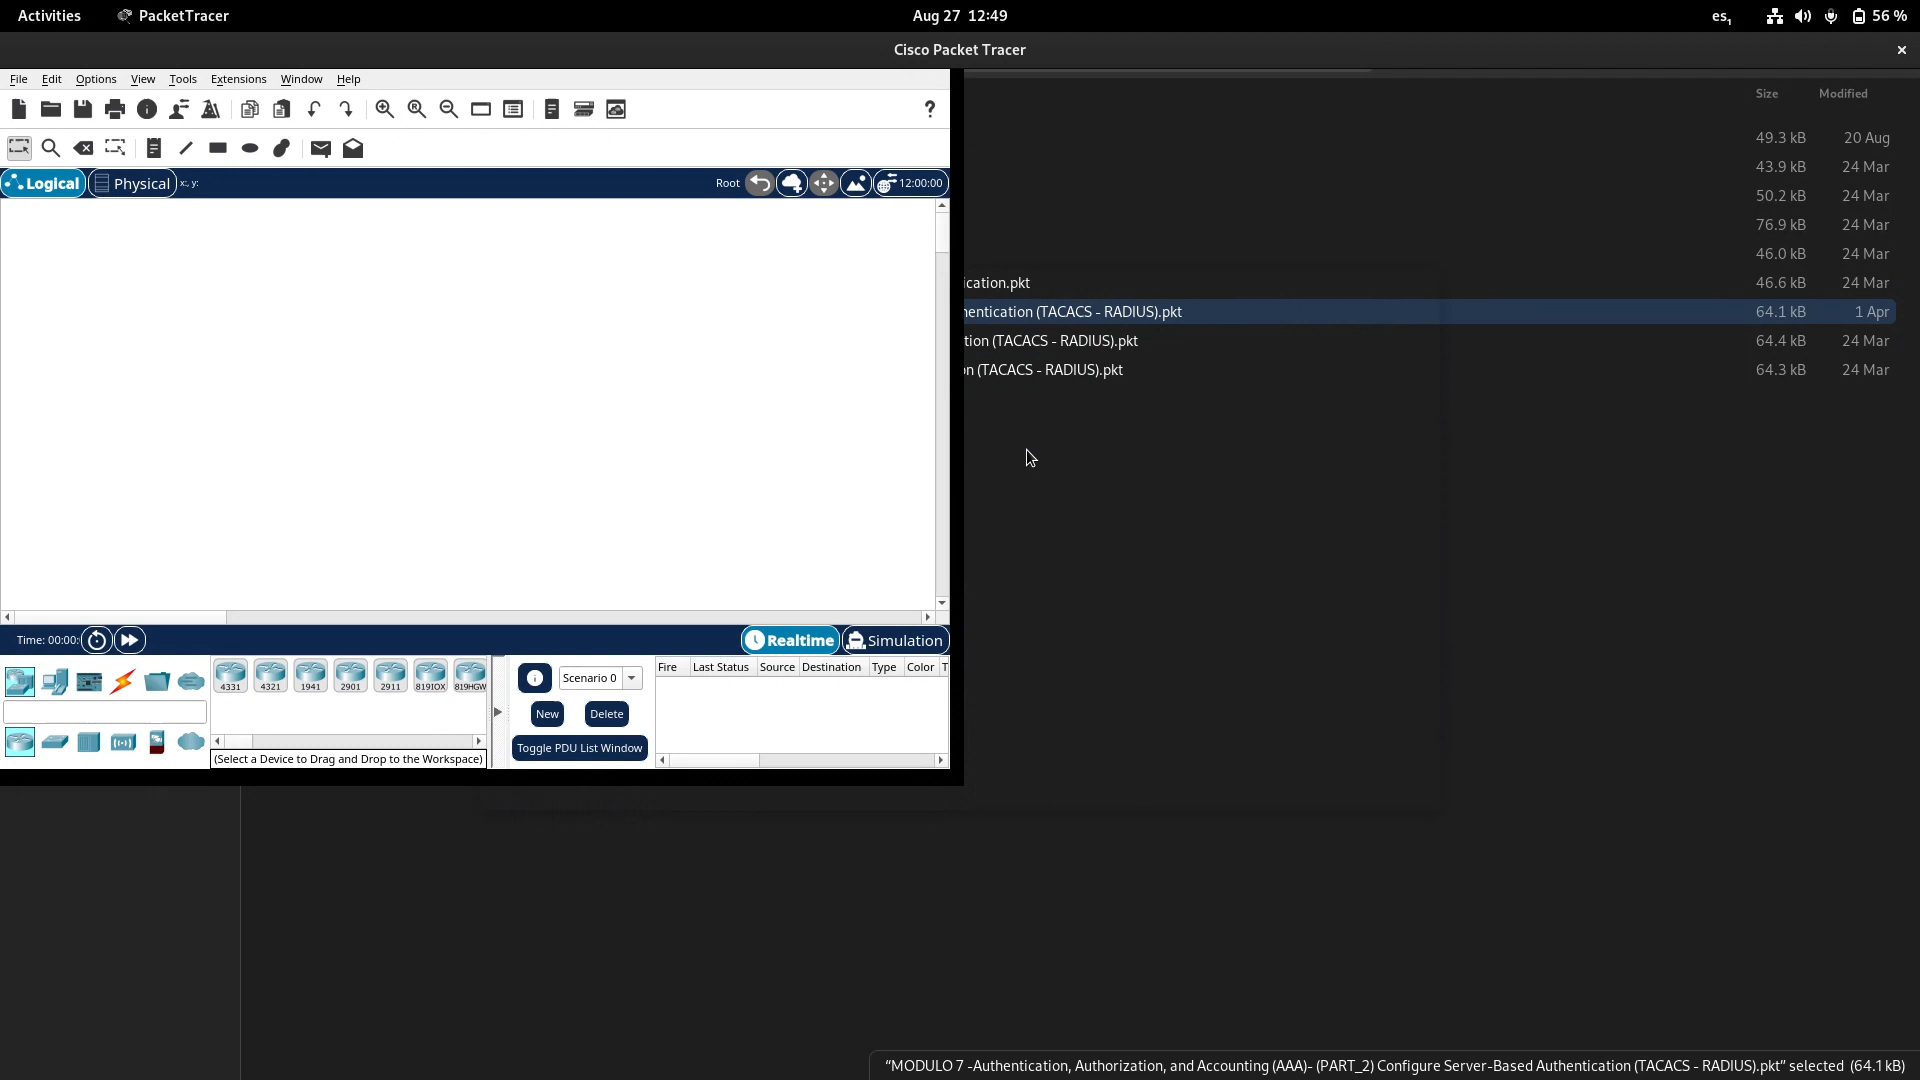 Activities PacketTracer Aug 27 12:49 es₁ 56 %
Cisco Packet Tracer
File Edit Options View Tools Extensions Window Help
?
Logical Physical x:, y: Root 12:00:00
Size Modified
49.3 kB 20 Aug
43.9 kB 24 Mar
50.2 kB 24 Mar
76.9 kB 24 Mar
46.0 kB 24 Mar
ication.pkt 46.6 kB 24 Mar
hentication (TACACS - RADIUS).pkt 64.1 kB 1 Apr
tion (TACACS - RADIUS).pkt 64.4 kB 24 Mar
on (TACACS - RADIUS).pkt 64.3 kB 24 Mar
Time: 00:00: Realtime Simulation
4331 4321 1941 2901 2911 819IOX 819HGW
Scenario 0
New Delete
Toggle PDU List Window
Fire Last Status Source Destination Type Color T
(Select a Device to Drag and Drop to the Workspace)
“MODULO 7 -Authentication, Authorization, and Accounting (AAA)- (PART_2) Configure Server-Based Authentication (TACACS - RADIUS).pkt” selected (64.1 kB)